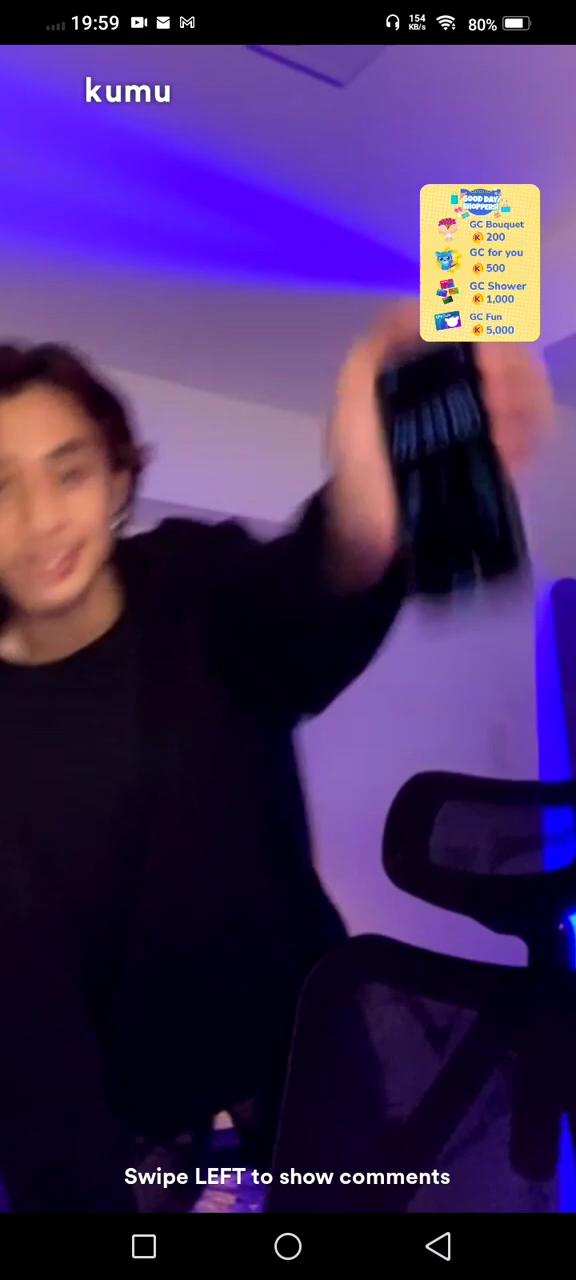 19:59
154
KB/s
80%
kumu
GOOD DAY
SHOPPERS!
GC Bouquet
K 200
GC for you
K 500
GC Shower
K 1,000
GC Fun
K 5,000
Swipe LEFT to show comments